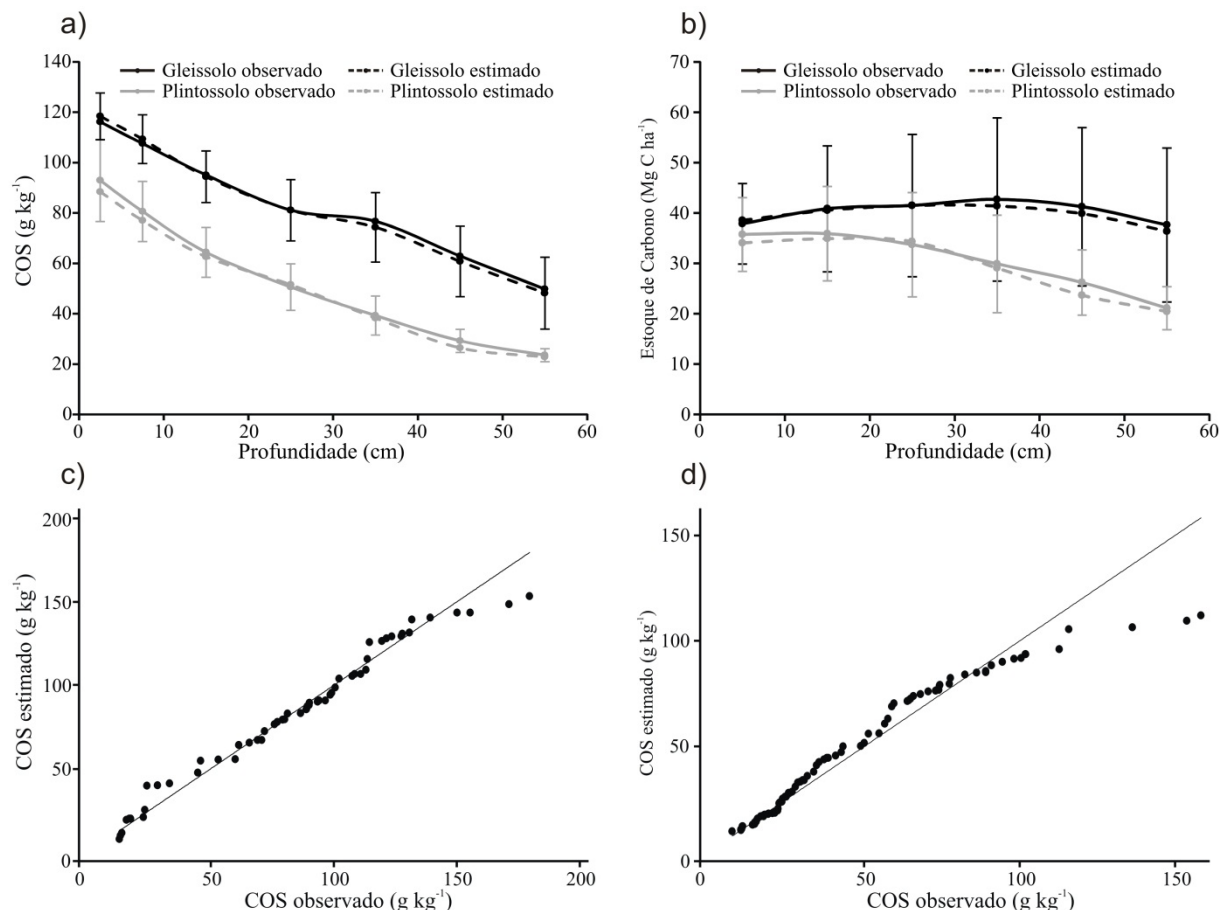 a)
Gleissolo observado
Gleissolo estimado
Plintossolo observado
Plintossolo estimado
COS (g kg⁻¹)
140
120
100
80
60
40
20
0
0 10 20 30 40 50 60
Profundidade (cm)
b)
Gleissolo observado
Gleissolo estimado
Plintossolo observado
Plintossolo estimado
Estoque de Carbono (Mg C ha⁻¹)
70
60
50
40
30
20
10
0
0 10 20 30 40 50 60
Profundidade (cm)
c)
COS estimado (g kg⁻¹)
200
150
100
50
0
0 50 100 150 200
COS observado (g kg⁻¹)
d)
COS estimado (g kg⁻¹)
150
100
50
0
0 50 100 150
COS observado (g kg⁻¹)